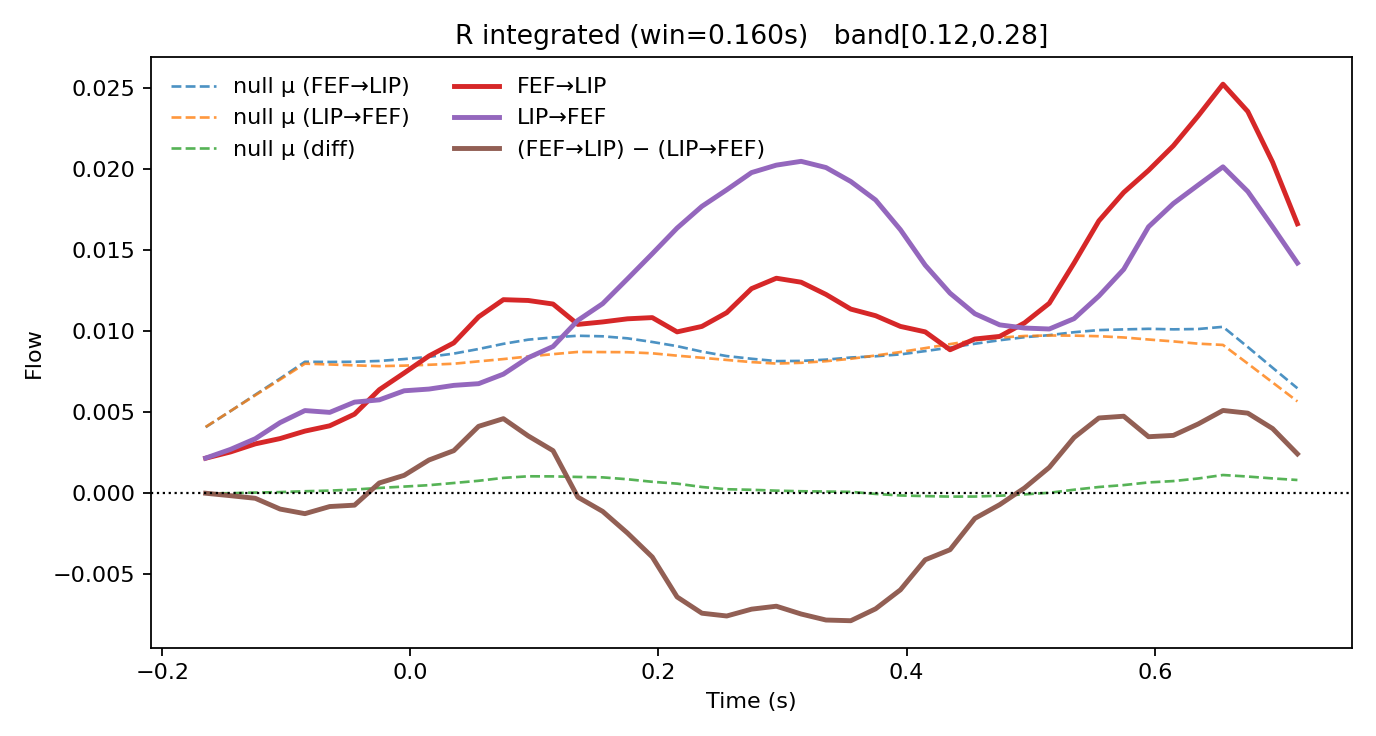 R integrated (win=0.160s)   band[0.12,0.28]
null μ (FEF→LIP)
null μ (LIP→FEF)
null μ (diff)
FEF→LIP
LIP→FEF
(FEF→LIP) − (LIP→FEF)
0.025
0.020
0.015
0.010
0.005
0.000
−0.005
Flow
−0.2
0.0
0.2
0.4
0.6
Time (s)